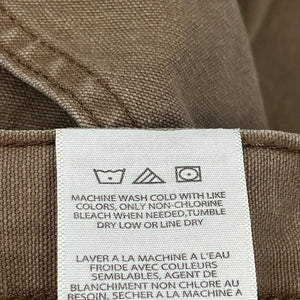 MACHINE WASH COLD WITH LIKE
COLORS, ONLY NON-CHLORINE
BLEACH WHEN NEEDED,TUMBLE
DRY LOW OR LINE DRY
LAVER A LA MACHINE A L'EAU
FROIDE AVEC COULEURS
SEMBLABLES, AGENT DE
BLANCHIMENT NON CHLORE AU
BESOIN, SECHER A LA MACHINE A